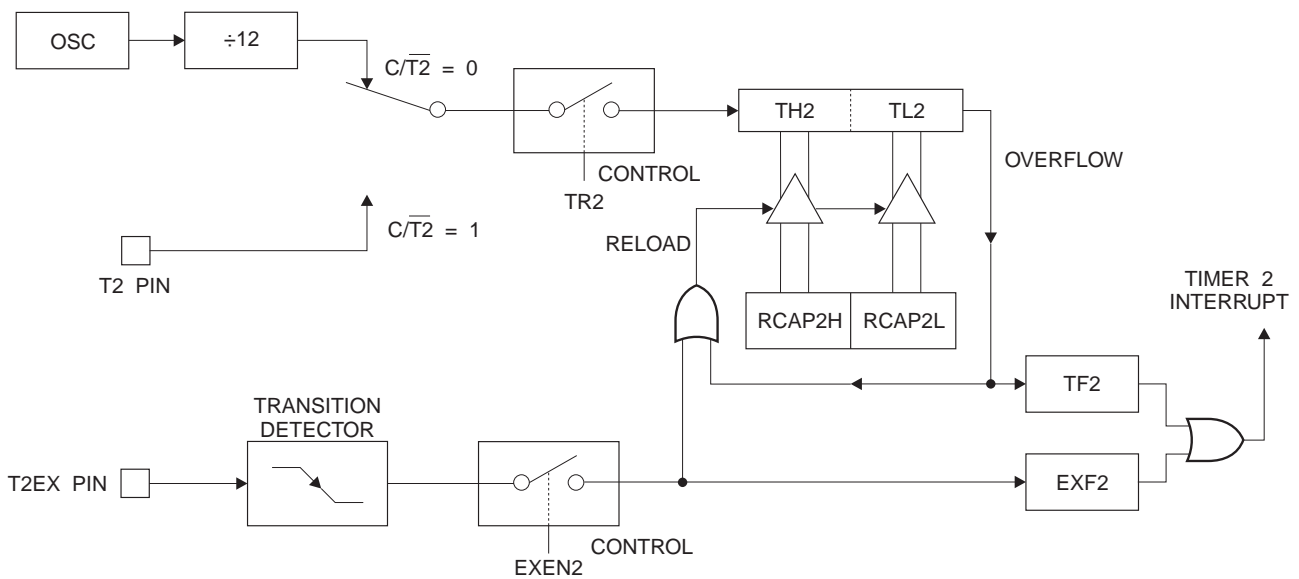 OSC
÷12
C/T2 = 0
TH2
TL2
CONTROL
TR2
OVERFLOW
C/T2 = 1
T2 PIN
RELOAD
RCAP2H
RCAP2L
TIMER 2
INTERRUPT
TF2
TRANSITION
DETECTOR
T2EX PIN
EXF2
CONTROL
EXEN2